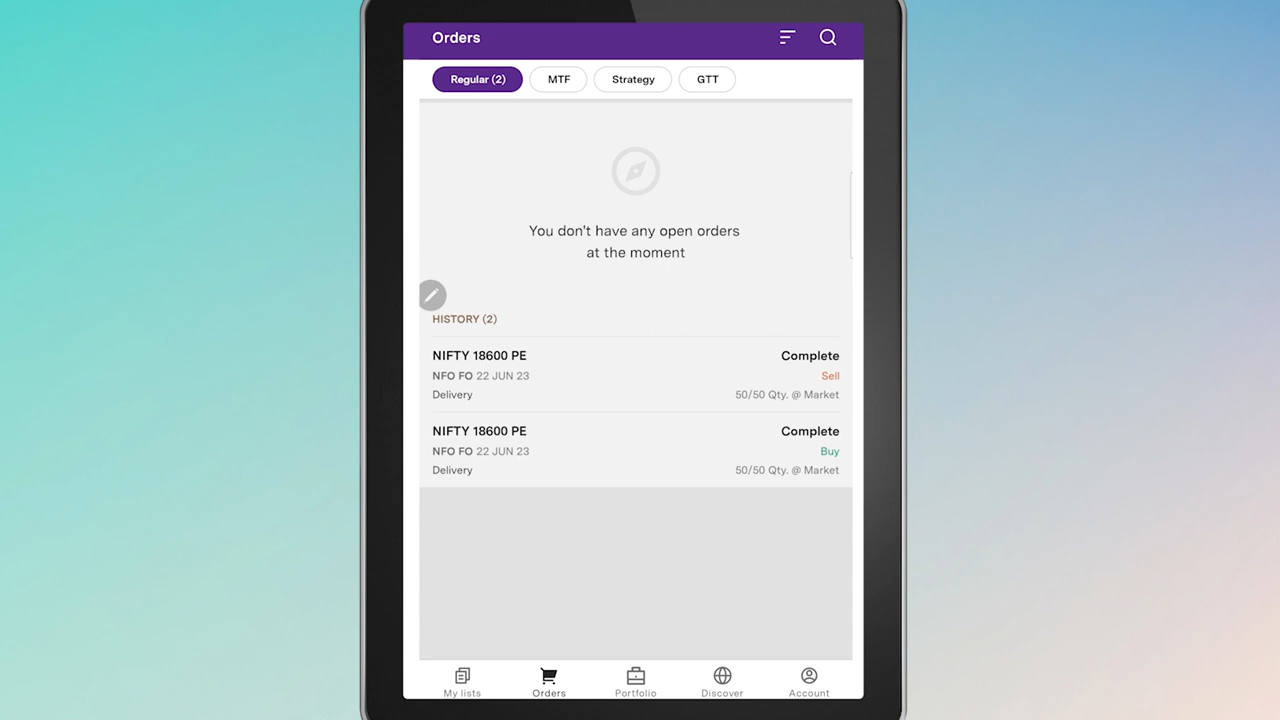 Orders
Regular (2) MTF Strategy GTT
You don't have any open orders
at the moment
HISTORY (2)
NIFTY 18600 PE Complete
NFO FO 22 JUN 23 Sell
Delivery 50/50 Qty. @ Market
NIFTY 18600 PE Complete
NFO FO 22 JUN 23 Buy
Delivery 50/50 Qty. @ Market
My lists Orders Portfolio Discover Account